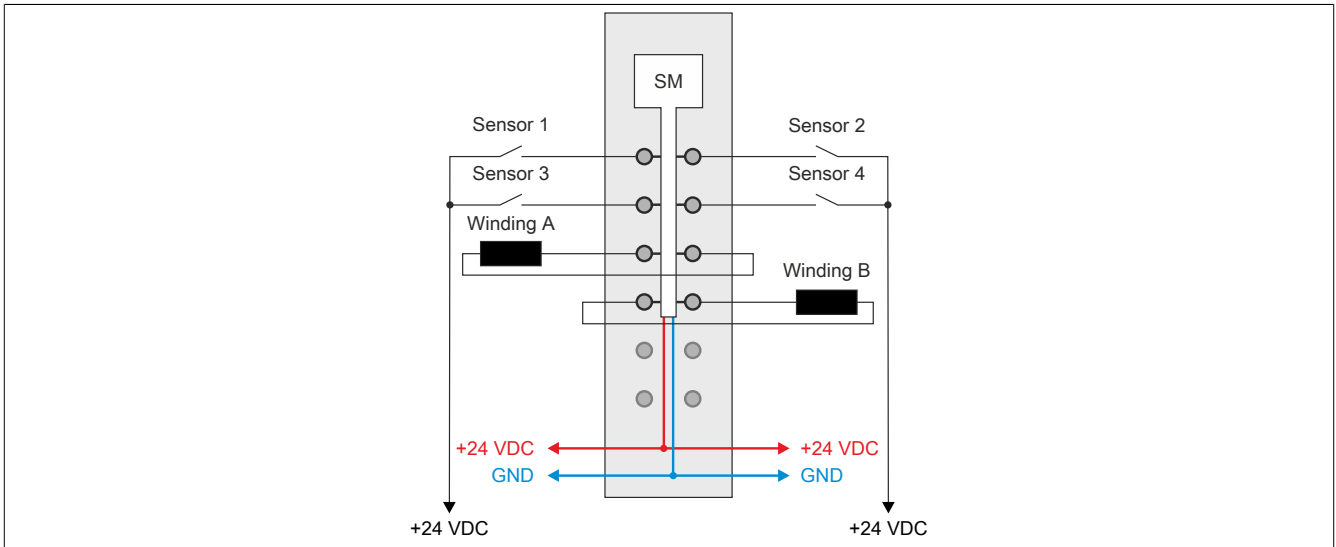 SM
Sensor 1
Sensor 2
Sensor 3
Sensor 4
Winding A
Winding B
+24 VDC
+24 VDC
GND
GND
+24 VDC
+24 VDC